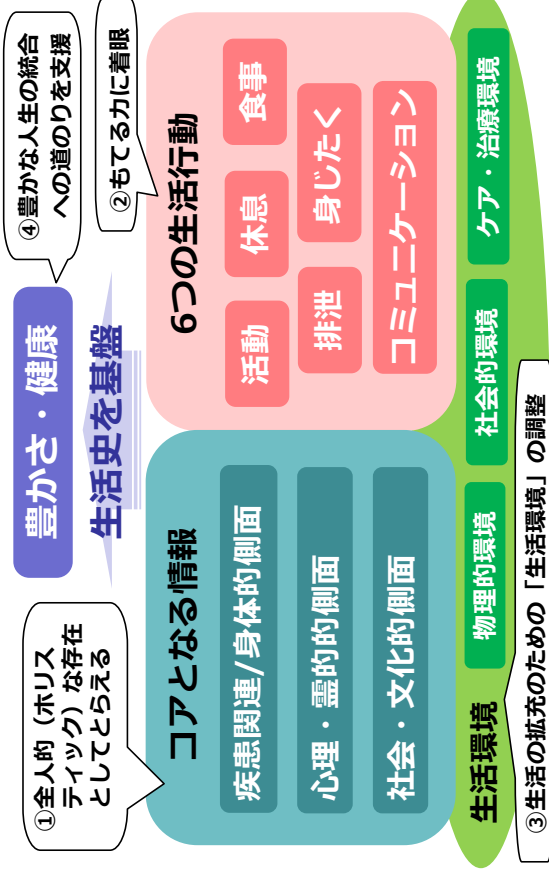 豊かさ・健康
④豊かな人生の統合
への道のりを支援
生活史を基盤
①全人的（ホリス
ティック）な存在
としてとらえる
②もてる力に着眼
コアとなる情報
疾患関連/身体的側面
心理・霊的的側面
社会・文化的側面
6つの生活行動
活動
休息
食事
排泄
身じたく
コミュニケーション
生活環境
物理的環境
社会的環境
ケア・治療環境
③生活の拡充のための「生活環境」の調整